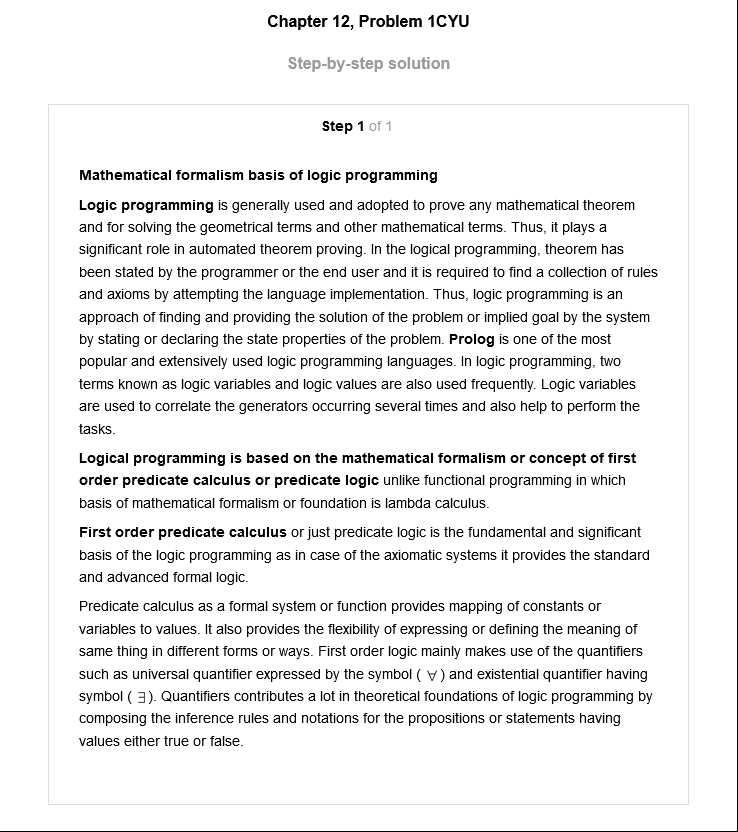 Chapter 12, Problem 1CYU
Step-by-step solution
Step 1 of 1
Mathematical formalism basis of logic programming
Logic programming is generally used and adopted to prove any mathematical theorem
and for solving the geometrical terms and other mathematical terms. Thus, it plays a
significant role in automated theorem proving. In the logical programming, theorem has
been stated by the programmer or the end user and it is required to find a collection of rules
and axioms by attempting the language implementation. Thus, logic programming is an
approach of finding and providing the solution of the problem or implied goal by the system
by stating or declaring the state properties of the problem. Prolog is one of the most
popular and extensively used logic programming languages. In logic programming, two
terms known as logic variables and logic values are also used frequently. Logic variables
are used to correlate the generators occurring several times and also help to perform the
tasks.
Logical programming is based on the mathematical formalism or concept of first
order predicate calculus or predicate logic unlike functional programming in which
basis of mathematical formalism or foundation is lambda calculus.
First order predicate calculus or just predicate logic is the fundamental and significant
basis of the logic programming as in case of the axiomatic systems it provides the standard
and advanced formal logic.
Predicate calculus as a formal system or function provides mapping of constants or
variables to values. It also provides the flexibility of expressing or defining the meaning of
same thing in different forms or ways. First order logic mainly makes use of the quantifiers
such as universal quantifier expressed by the symbol ( ∀ ) and existential quantifier having
symbol ( ∃ ). Quantifiers contributes a lot in theoretical foundations of logic programming by
composing the inference rules and notations for the propositions or statements having
values either true or false.